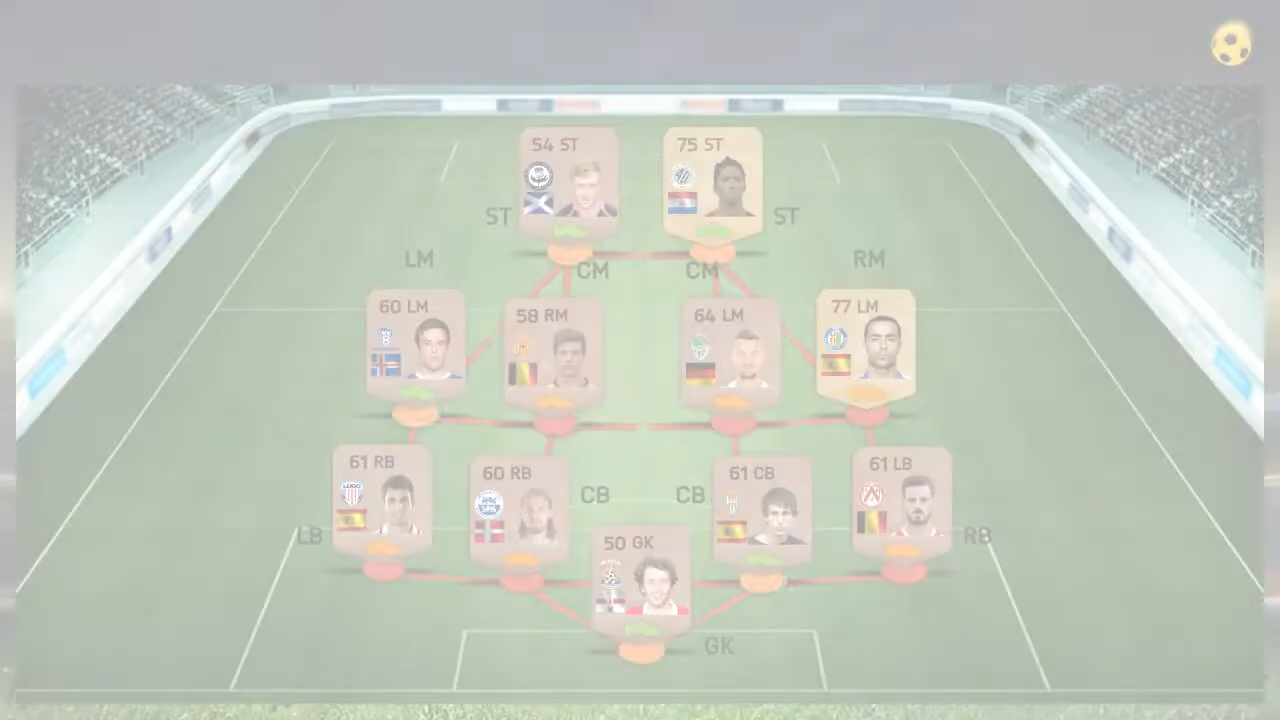 54 ST
75 ST
ST
ST
LM
CM
CM
RM
60 LM
58 RM
64 LM
77 LM
61 RB
60 RB
CB
CB
61 CB
61 LB
LUGO
LB
50 GK
RB
GK